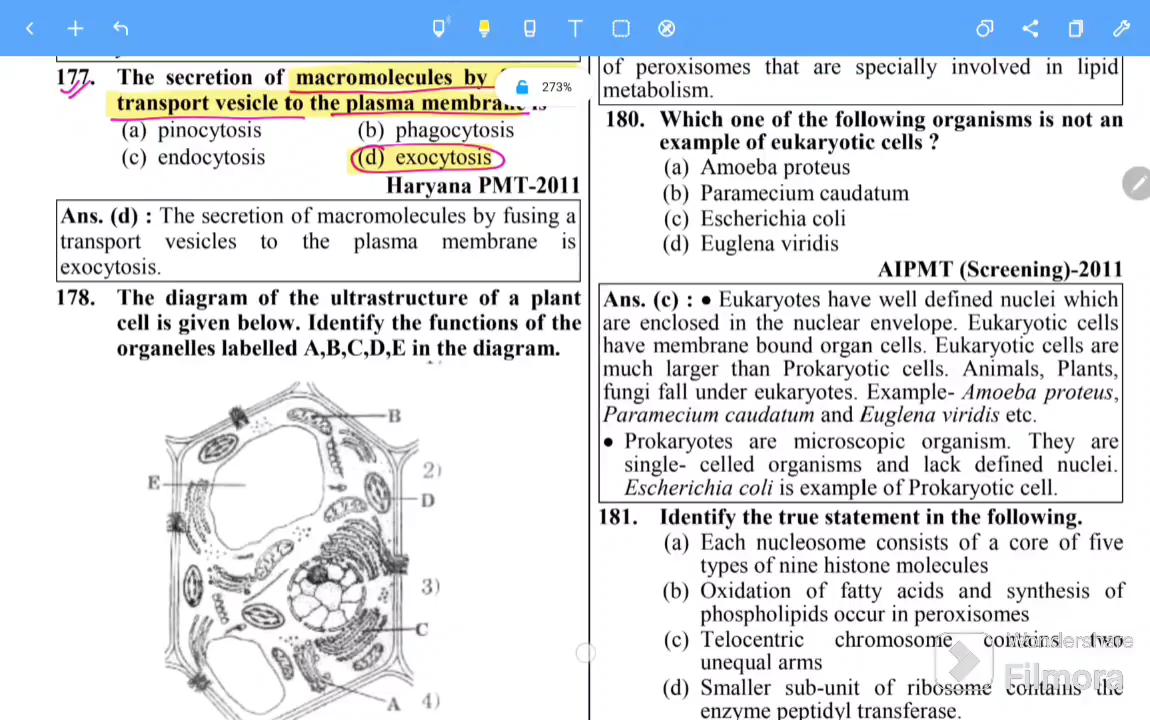 273%
177. The secretion of macromolecules by
transport vesicle to the plasma membrane is
(a) pinocytosis (b) phagocytosis
(c) endocytosis (d) exocytosis
Haryana PMT-2011
Ans. (d) : The secretion of macromolecules by fusing a
transport vesicles to the plasma membrane is
exocytosis.
178. The diagram of the ultrastructure of a plant
cell is given below. Identify the functions of the
organelles labelled A,B,C,D,E in the diagram.
B
2)
E
D
3)
C
A 4)
of peroxisomes that are specially involved in lipid
metabolism.
180. Which one of the following organisms is not an
example of eukaryotic cells ?
(a) Amoeba proteus
(b) Paramecium caudatum
(c) Escherichia coli
(d) Euglena viridis
AIPMT (Screening)-2011
Ans. (c) : • Eukaryotes have well defined nuclei which
are enclosed in the nuclear envelope. Eukaryotic cells
have membrane bound organ cells. Eukaryotic cells are
much larger than Prokaryotic cells. Animals, Plants,
fungi fall under eukaryotes. Example- Amoeba proteus,
Paramecium caudatum and Euglena viridis etc.
• Prokaryotes are microscopic organism. They are
single- celled organisms and lack defined nuclei.
Escherichia coli is example of Prokaryotic cell.
181. Identify the true statement in the following.
(a) Each nucleosome consists of a core of five
types of nine histone molecules
(b) Oxidation of fatty acids and synthesis of
phospholipids occur in peroxisomes
(c) Telocentric chromosome contains two
unequal arms
(d) Smaller sub-unit of ribosome contains the
enzyme peptidyl transferase.
Wondershare
Filmora